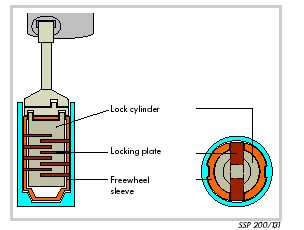 Lock cylinder
Locking plate
Freewheel
sleeve
SSP 200/131